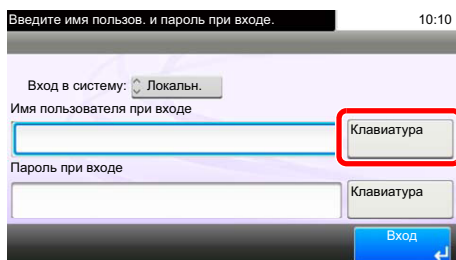 Введите имя пользов. и пароль при входе. 10:10
Вход в систему: Локальн.
Имя пользователя при входе
Клавиатура
Пароль при входе
Клавиатура
Вход